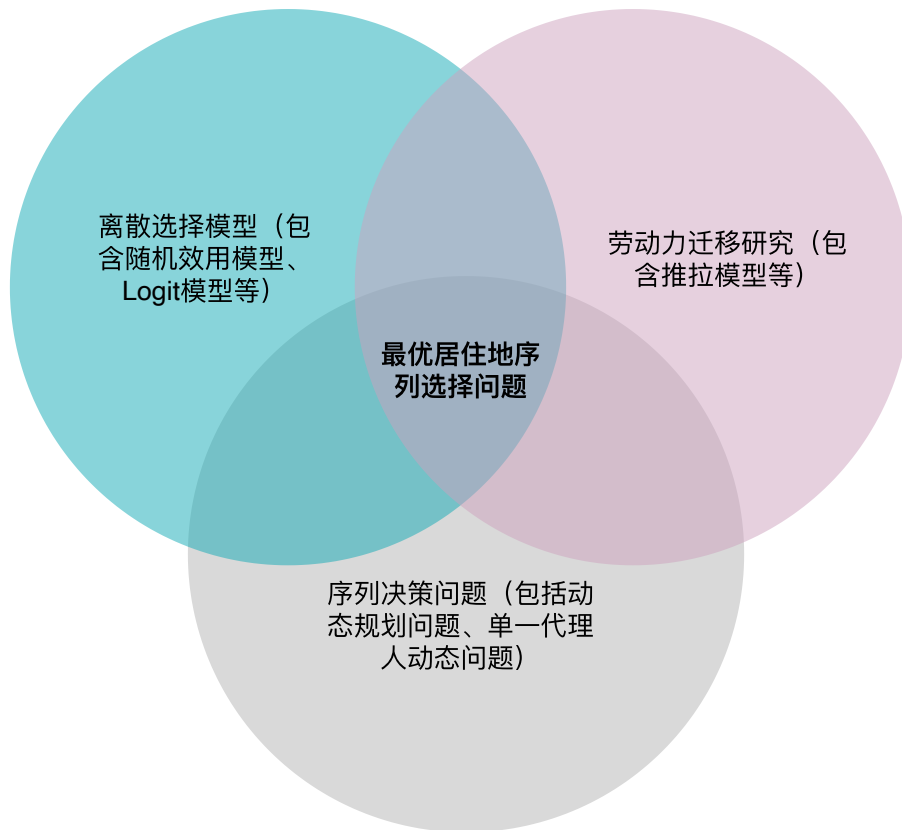 离散选择模型（包
含随机效用模型、
Logit模型等）
劳动力迁移研究（包
含推拉模型等）
最优居住地序
列选择问题
序列决策问题（包括动
态规划问题、单一代理
人动态问题）